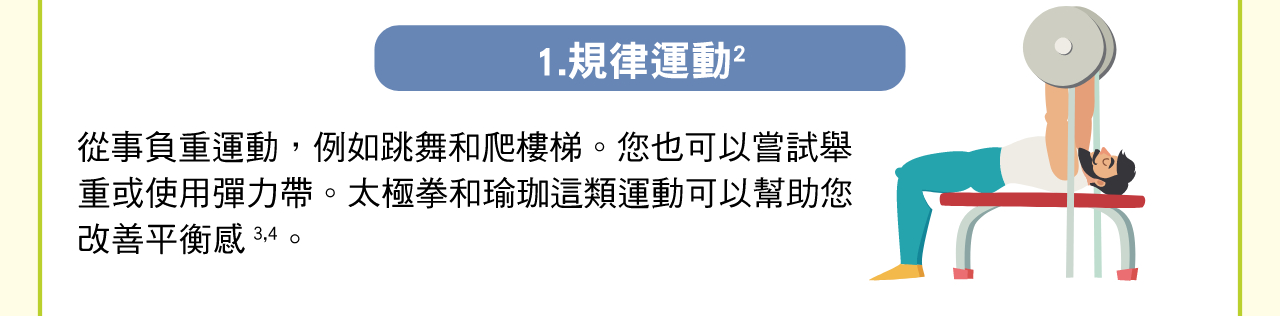 1.規律運動2
從事負重運動，例如跳舞和爬樓梯。您也可以嘗試舉
重或使用彈力帶。太極拳和瑜珈這類運動可以幫助您
改善平衡感 3,4 。